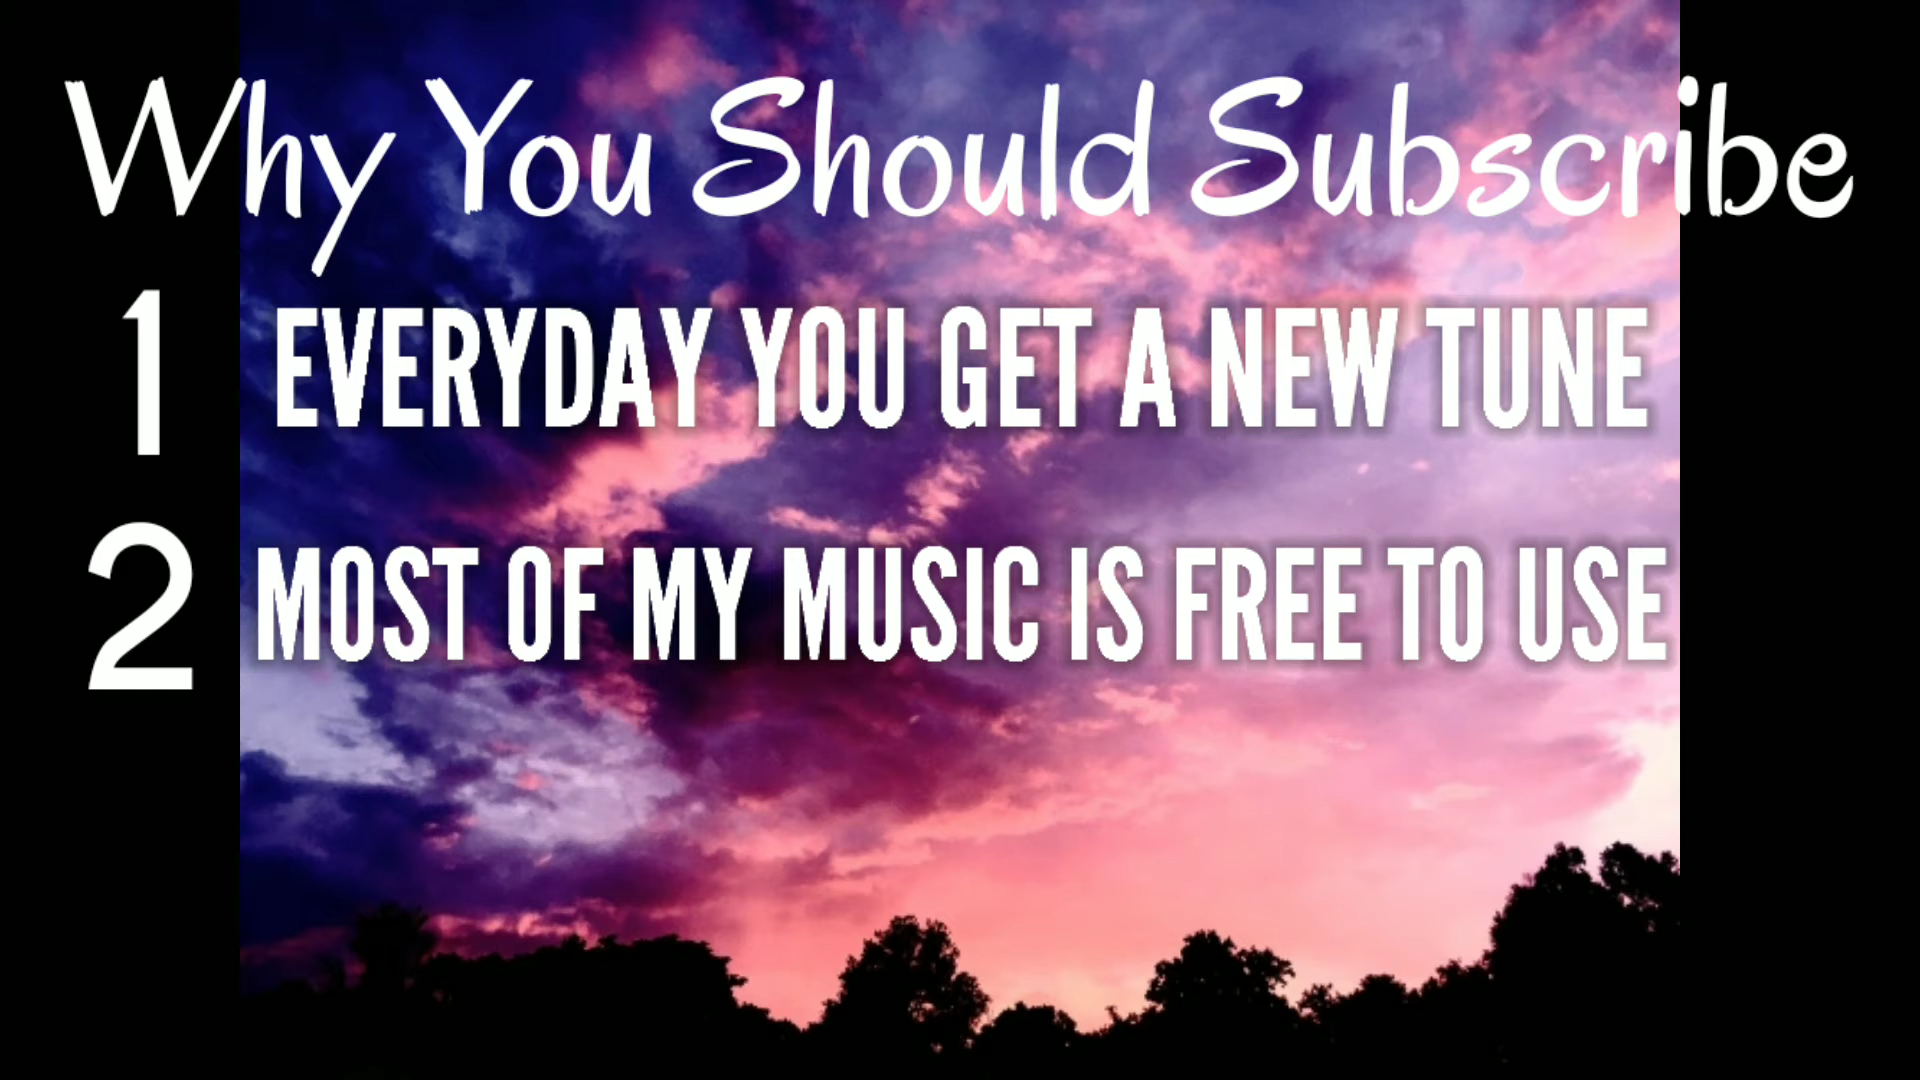 Why You Should Subscribe
1 EVERYDAY YOU GET A NEW TUNE
2 MOST OF MY MUSIC IS FREE TO USE